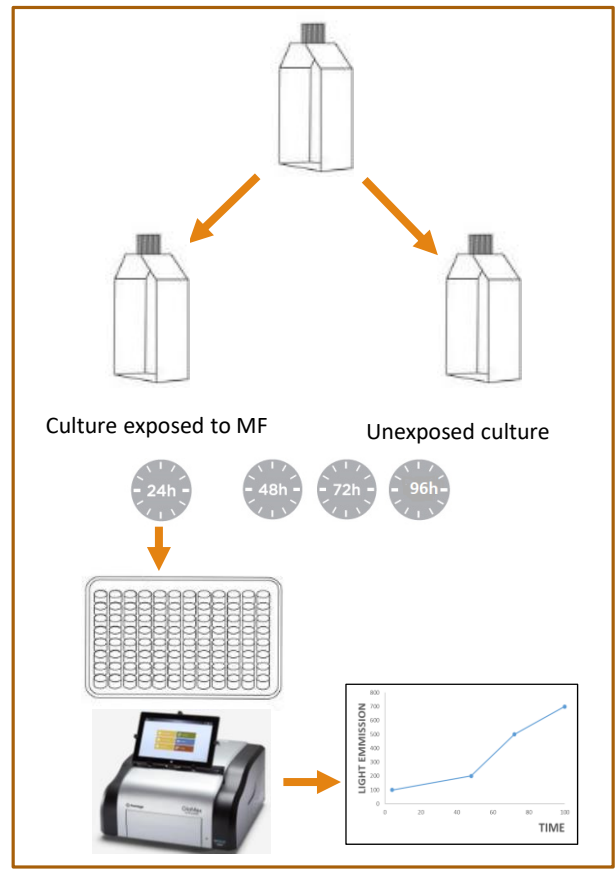 Culture exposed to MF
Unexposed culture
24h
48h
72h
96h
LIGHT EMMISSION
800
700
600
500
400
300
200
100
0
0 20 40 60 80 100
TIME